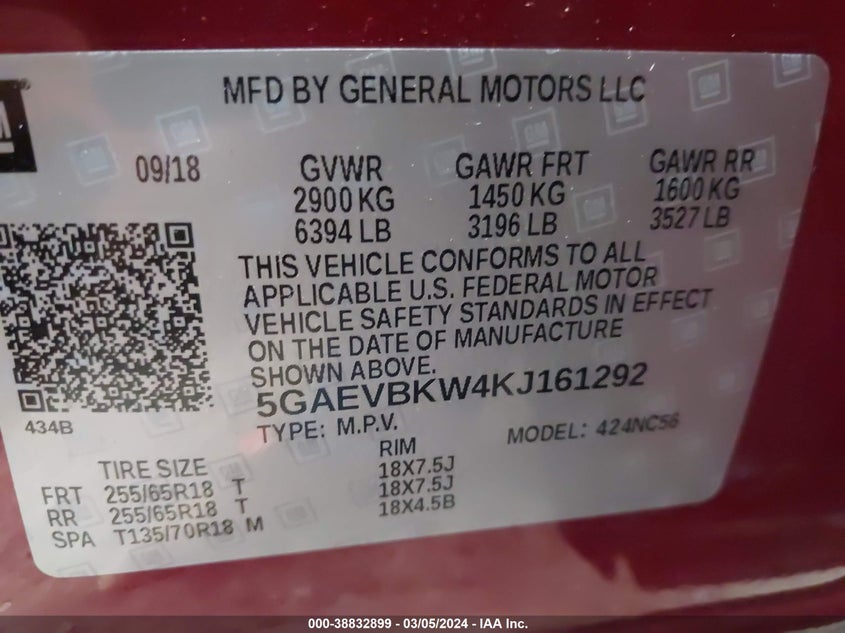 MFD BY GENERAL MOTORS LLC
09/18 GVWR GAWR FRT GAWR RR
2900 KG 1450 KG 1600 KG
6394 LB 3196 LB 3527 LB
THIS VEHICLE CONFORMS TO ALL
APPLICABLE U.S. FEDERAL MOTOR
VEHICLE SAFETY STANDARDS IN EFFECT
ON THE DATE OF MANUFACTURE
SHOWN ABOVE.
5GAEVBKW4KJ161292
434B
TYPE: M.P.V. MODEL: 424NC56
TIRE SIZE RIM
FRT 255/65R18 T 18X7.5J
RR 255/65R18 T 18X7.5J
SPA T135/70R18 M 18X4.5B
000-38832899 — 03/05/2024 — IAA Inc.